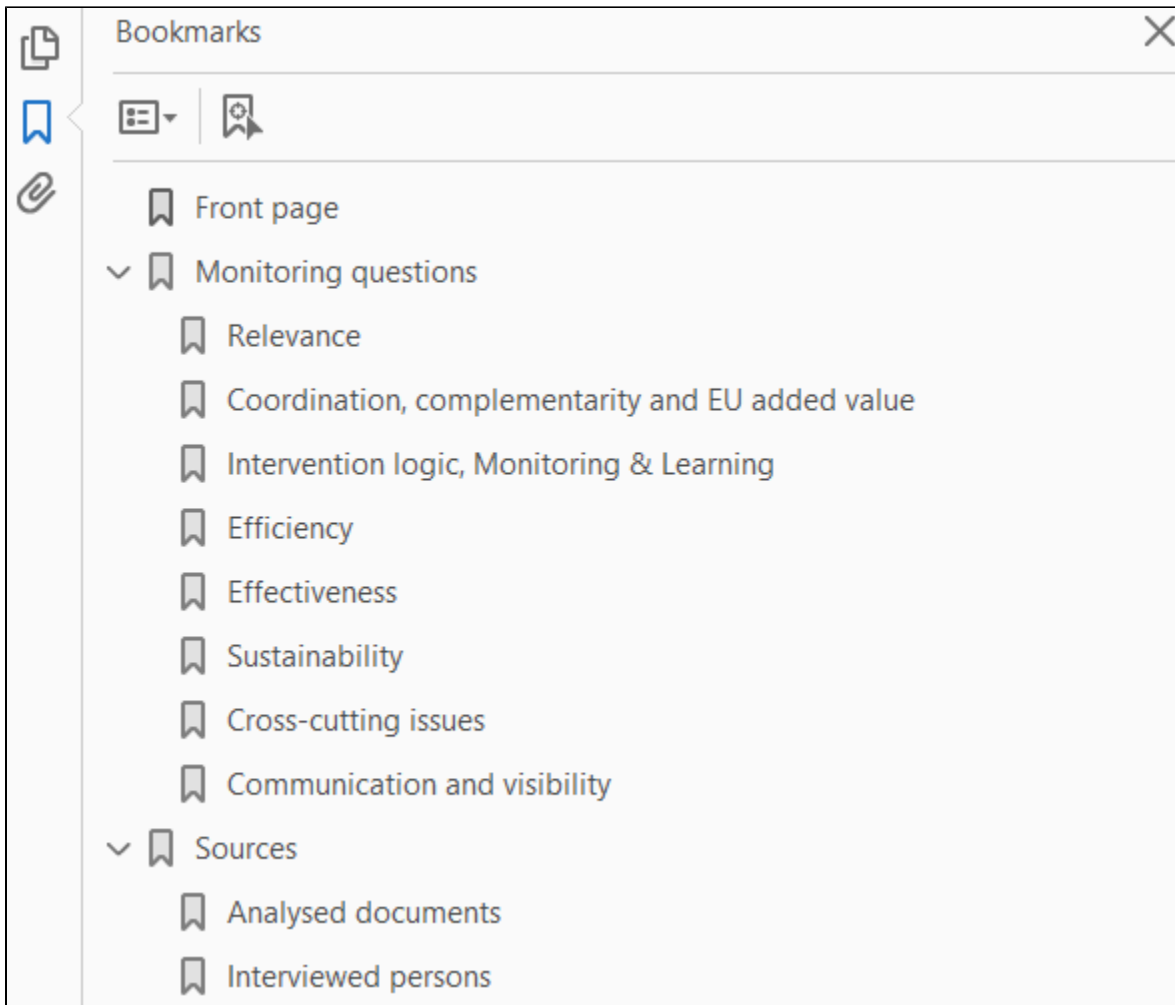 Bookmarks
Front page
Monitoring questions
Relevance
Coordination, complementarity and EU added value
Intervention logic, Monitoring & Learning
Efficiency
Effectiveness
Sustainability
Cross-cutting issues
Communication and visibility
Sources
Analysed documents
Interviewed persons